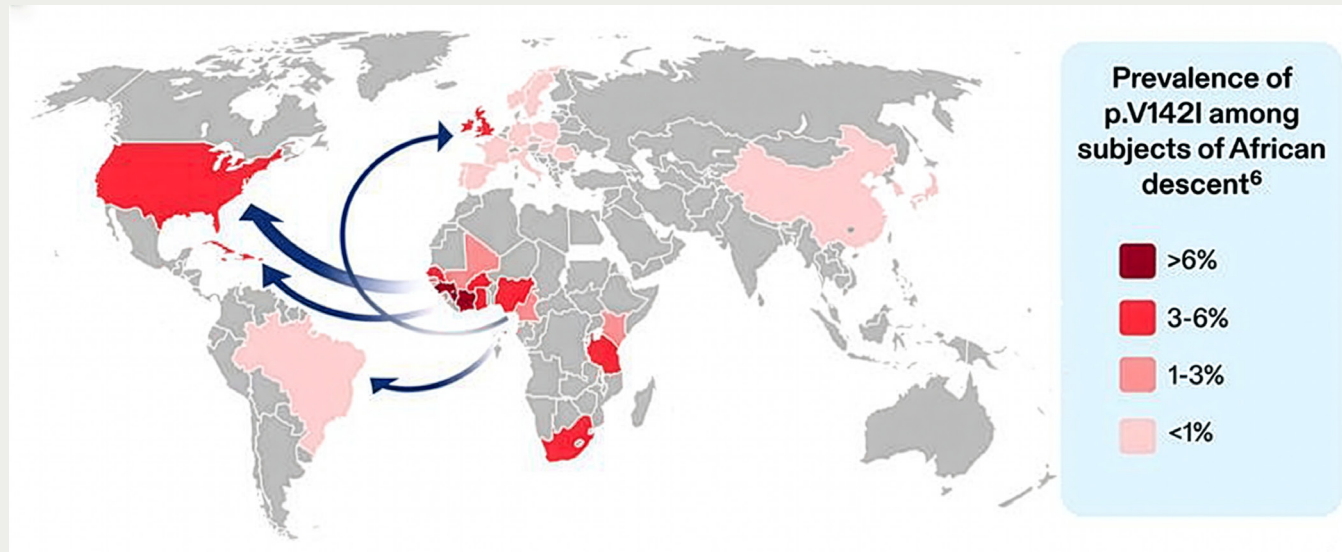 Prevalence of
p.V142I among
subjects of African
descent⁶
>6%
3-6%
1-3%
<1%